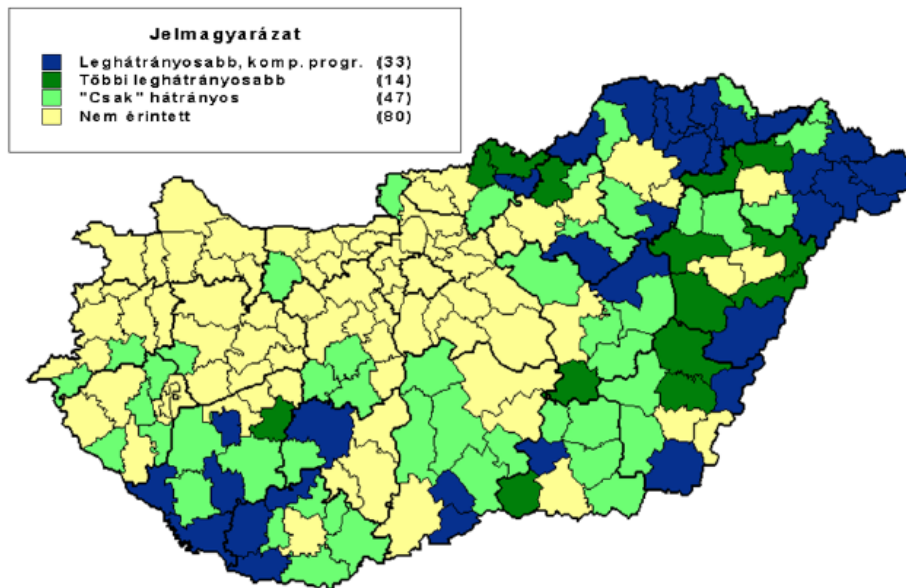 Jelmagyarázat
Leghátrányosabb, komp. progr. (33)
Többi leghátrányosabb (14)
"Csak" hátrányos (47)
Nem érintett (80)